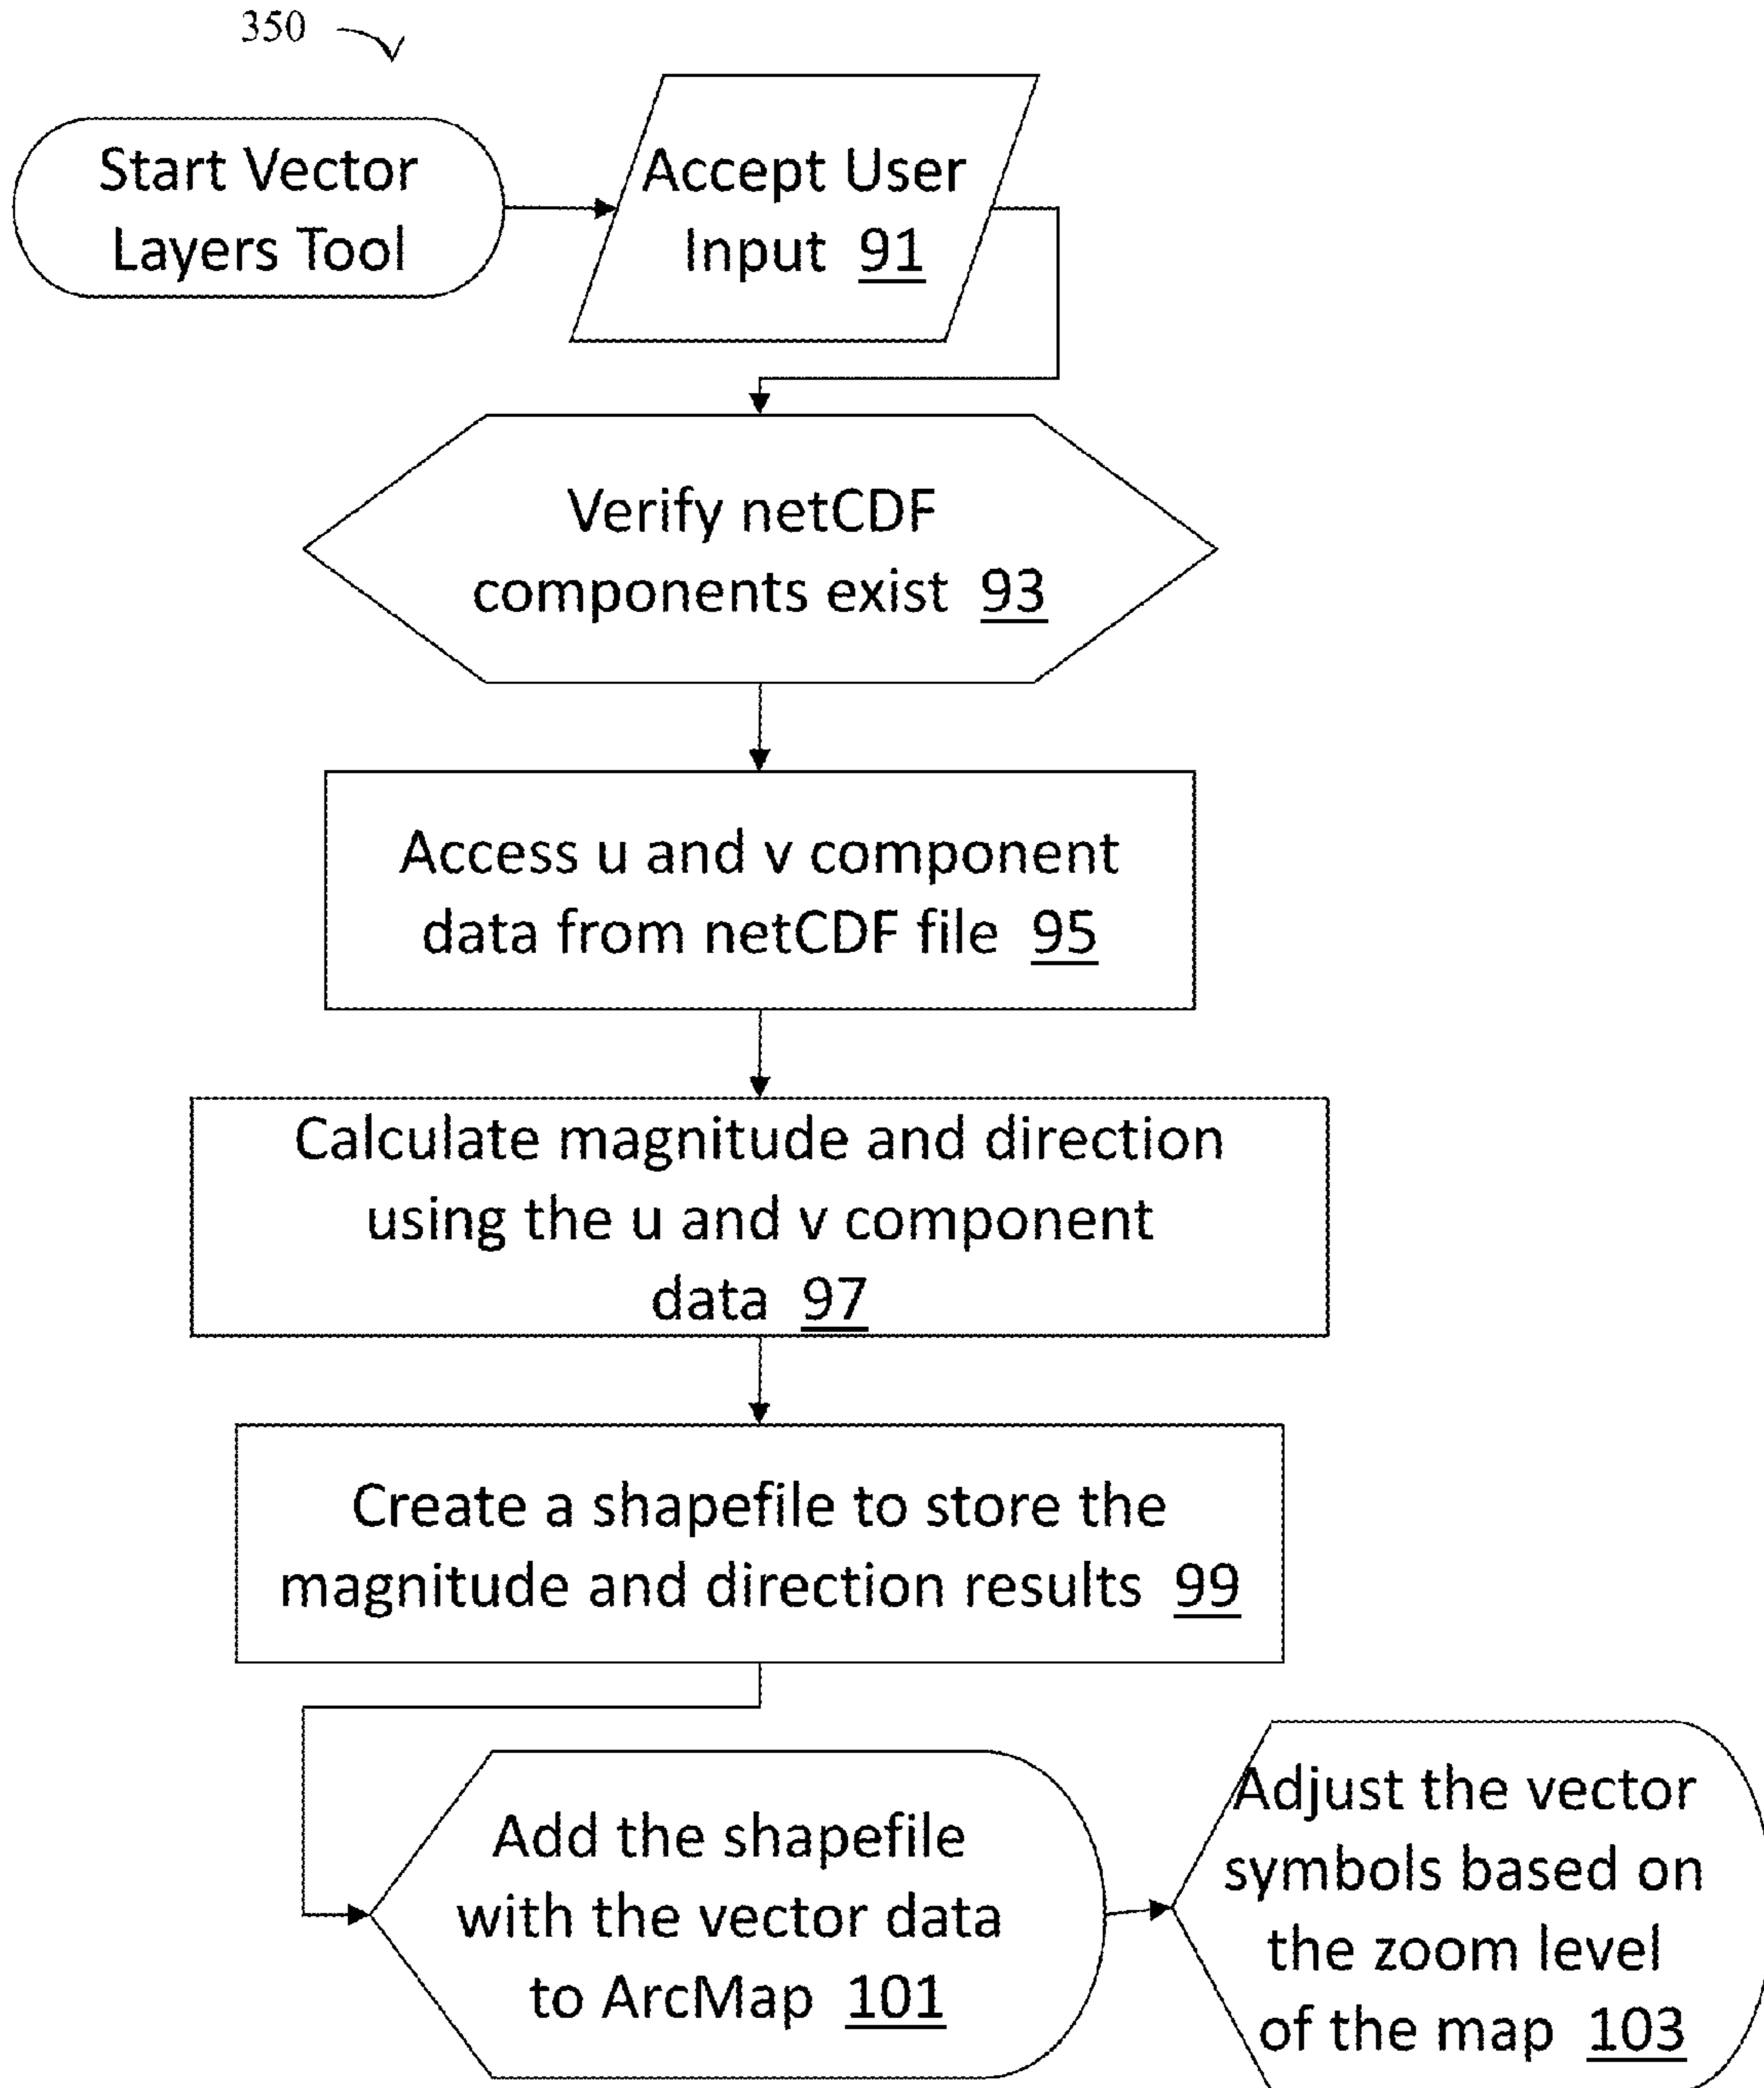 350
Start Vector
Layers Tool
Accept User
Input 91
Verify netCDF
components exist 93
Access u and v component
data from netCDF file 95
Calculate magnitude and direction
using the u and v component
data 97
Create a shapefile to store the
magnitude and direction results 99
Add the shapefile
with the vector data
to ArcMap 101
Adjust the vector
symbols based on
the zoom level
of the map 103